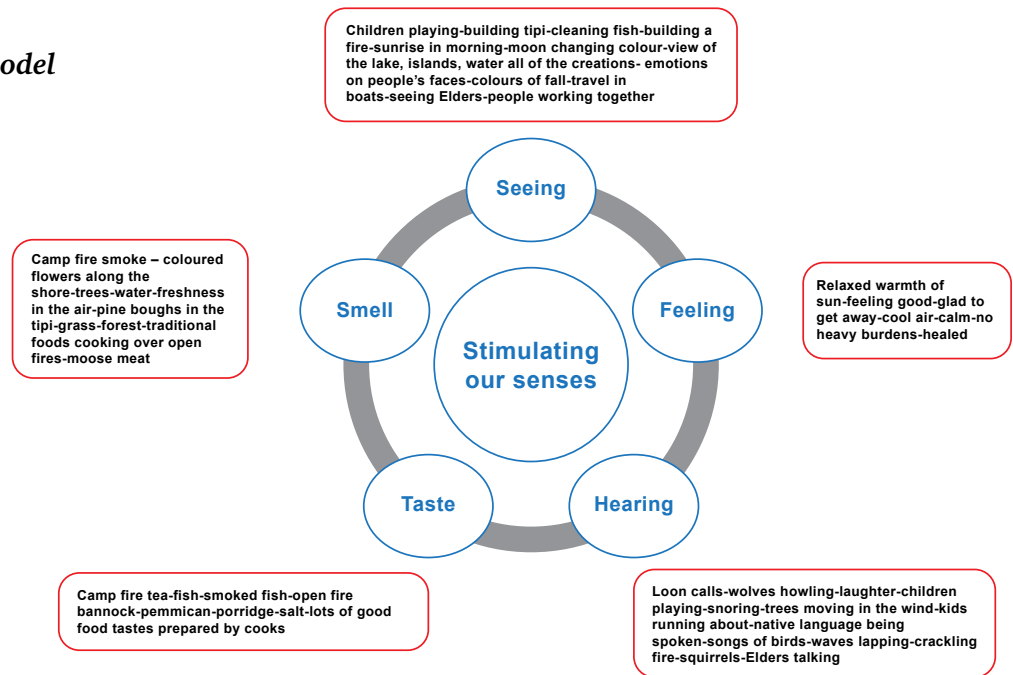 odel
Children playing-building tipi-cleaning fish-building a
fire-sunrise in morning-moon changing colour-view of
the lake, islands, water all of the creations- emotions
on people's faces-colours of fall-travel in
boats-seeing Elders-people working together
Seeing
Camp fire smoke – coloured
flowers along the
shore-trees-water-freshness
in the air-pine boughs in the
tipi-grass-forest-traditional
foods cooking over open
fires-moose meat
Smell
Feeling
Relaxed warmth of
sun-feeling good-glad to
get away-cool air-calm-no
heavy burdens-healed
Stimulating
our senses
Taste
Hearing
Camp fire tea-fish-smoked fish-open fire
bannock-pemmican-porridge-salt-lots of good
food tastes prepared by cooks
Loon calls-wolves howling-laughter-children
playing-snoring-trees moving in the wind-kids
running about-native language being
spoken-songs of birds-waves lapping-crackling
fire-squirrels-Elders talking